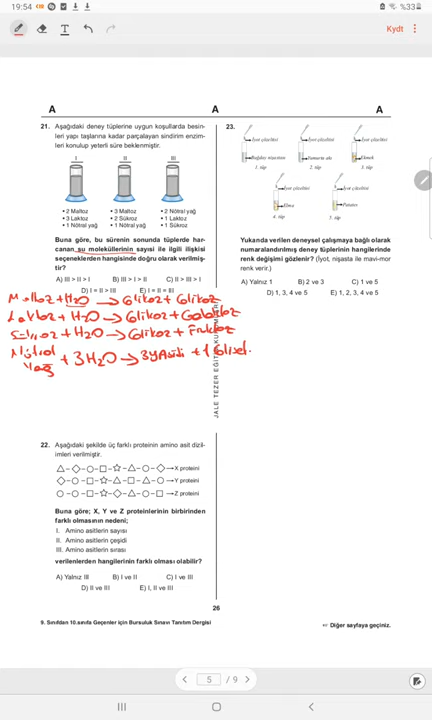 19:54
%33
Kydt
A A A
21. Aşağıdaki deney tüplerine uygun koşullarda besin-
leri yapı taşlarına kadar parçalayan sindirim enzim-
leri konulup yeterli süre beklenmiştir.
I II III
• 2 Maltoz
• 3 Laktoz
• 1 Nötral yağ
• 3 Maltoz
• 2 Sükroz
• 1 Nötral yağ
• 2 Nötral yağ
• 1 Laktoz
• 1 Sükroz
Buna göre, bu sürenin sonunda tüplerde har-
canan su moleküllerinin sayısı ile ilgili ilişki
seçeneklerden hangisinde doğru olarak verilmiş-
tir?
A) III > II > I B) III > I > II C) II > III > I
D) I = II > III E) I = II = III
Maltoz + H2O → Glikoz + Glikoz
Laktoz + H2O → Glikoz + Galaktoz
Sükroz + H2O → Glikoz + Fruktoz
Nötral
Yağ + 3H2O → 3YAsidi + 1 Gliserol
22. Aşağıdaki şekilde üç farklı proteinin amino asit dizil-
imleri verilmiştir.
X proteini
Y proteini
Z proteini
Buna göre; X, Y ve Z proteinlerinin birbirinden
farklı olmasının nedeni;
I. Amino asitlerin sayısı
II. Amino asitlerin çeşidi
III. Amino asitlerin sırası
verilenlerden hangilerinin farklı olması olabilir?
A) Yalnız III B) I ve II C) I ve III
D) II ve III E) I, II ve III
JALE TEZER EĞİTİM KURUMLARI
23.
İyot çözeltisi İyot çözeltisi İyot çözeltisi
Buğday nişastası Yumurta akı Ekmek
1. tüp 2. tüp 3. tüp
İyot çözeltisi İyot çözeltisi
Elma Patates
4. tüp 5. tüp
Yukarıda verilen deneysel çalışmaya bağlı olarak
numaralandırılmış deney tüplerinin hangilerinde
renk değişimi gözlenir? (İyot, nişasta ile mavi-mor
renk verir.)
A) Yalnız 1 B) 2 ve 3 C) 1 ve 5
D) 1, 3, 4 ve 5 E) 1, 2, 3, 4 ve 5
26
9. Sınıfdan 10.sınıfa Geçenler için Bursuluk Sınavı Tanıtım Dergisi
Diğer sayfaya geçiniz.
5 / 9